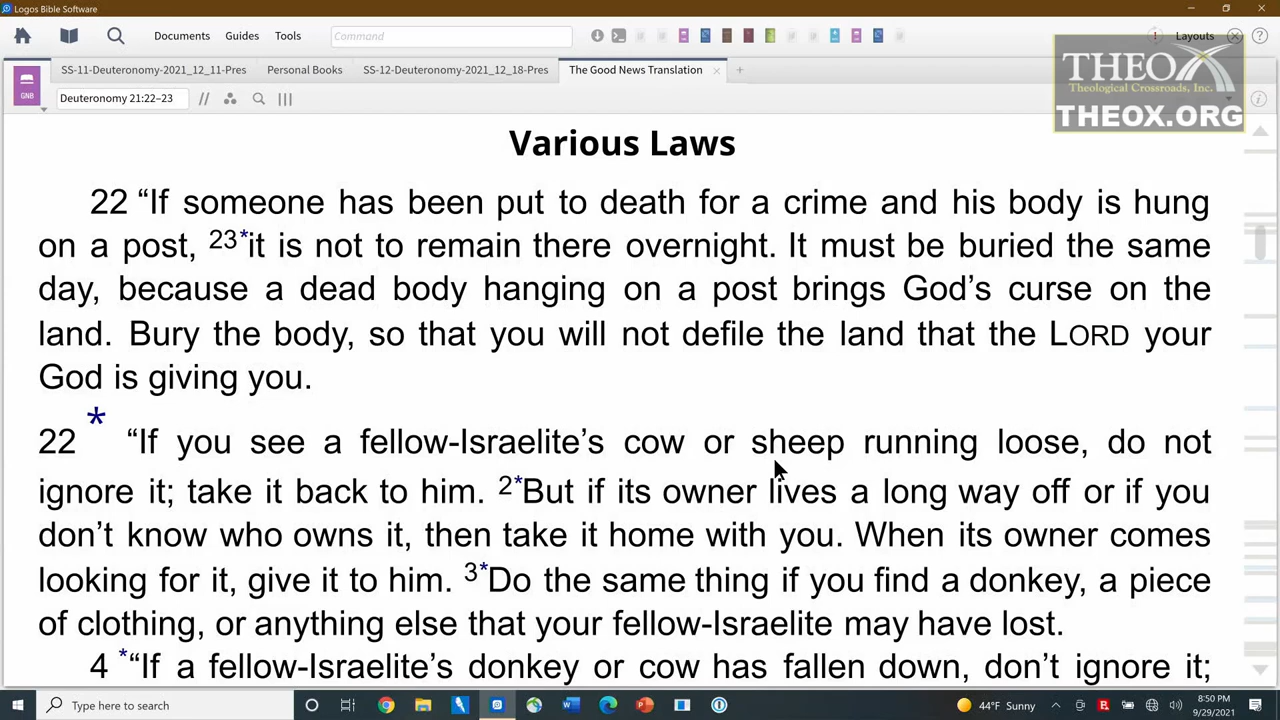 Logos Bible Software
Documents Guides Tools Command Layouts
SS-11-Deuteronomy-2021_12_11-Pres Personal Books SS-12-Deuteronomy-2021_12_18-Pres The Good News Translation
THEOX
Theological Crossroads, Inc.
THEOX.ORG
GNB
Deuteronomy 21:22–23
Various Laws
22 “If someone has been put to death for a crime and his body is hung
on a post, 23*it is not to remain there overnight. It must be buried the same
day, because a dead body hanging on a post brings God’s curse on the
land. Bury the body, so that you will not defile the land that the LORD your
God is giving you.
22 * “If you see a fellow-Israelite’s cow or sheep running loose, do not
ignore it; take it back to him. 2*But if its owner lives a long way off or if you
don’t know who owns it, then take it home with you. When its owner comes
looking for it, give it to him. 3*Do the same thing if you find a donkey, a piece
of clothing, or anything else that your fellow-Israelite may have lost.
4 *“If a fellow-Israelite’s donkey or cow has fallen down, don’t ignore it;
Type here to search
44°F Sunny
8:50 PM
9/29/2021